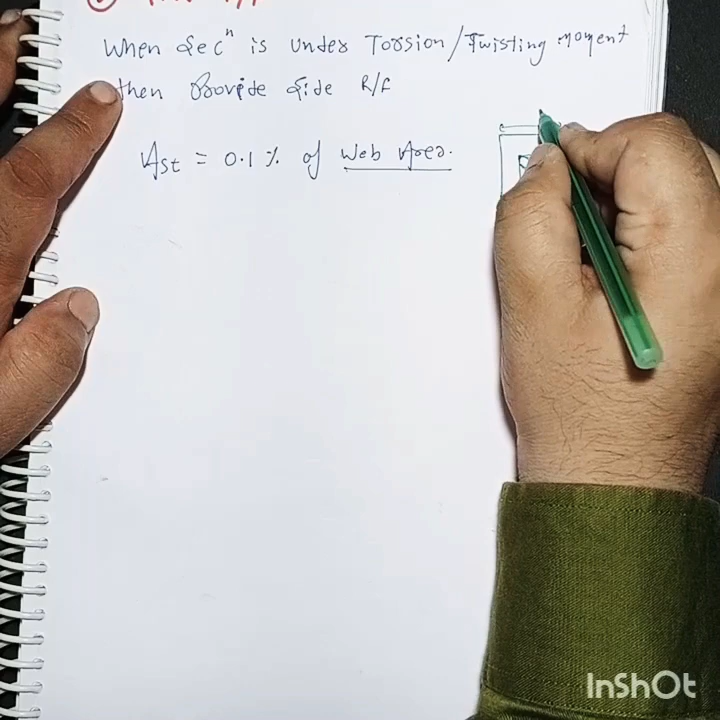 When Secⁿ is under Torsion/Twisting moment
then Provide Side R/F
Ast = 0.1% of Web Area.
InShOt